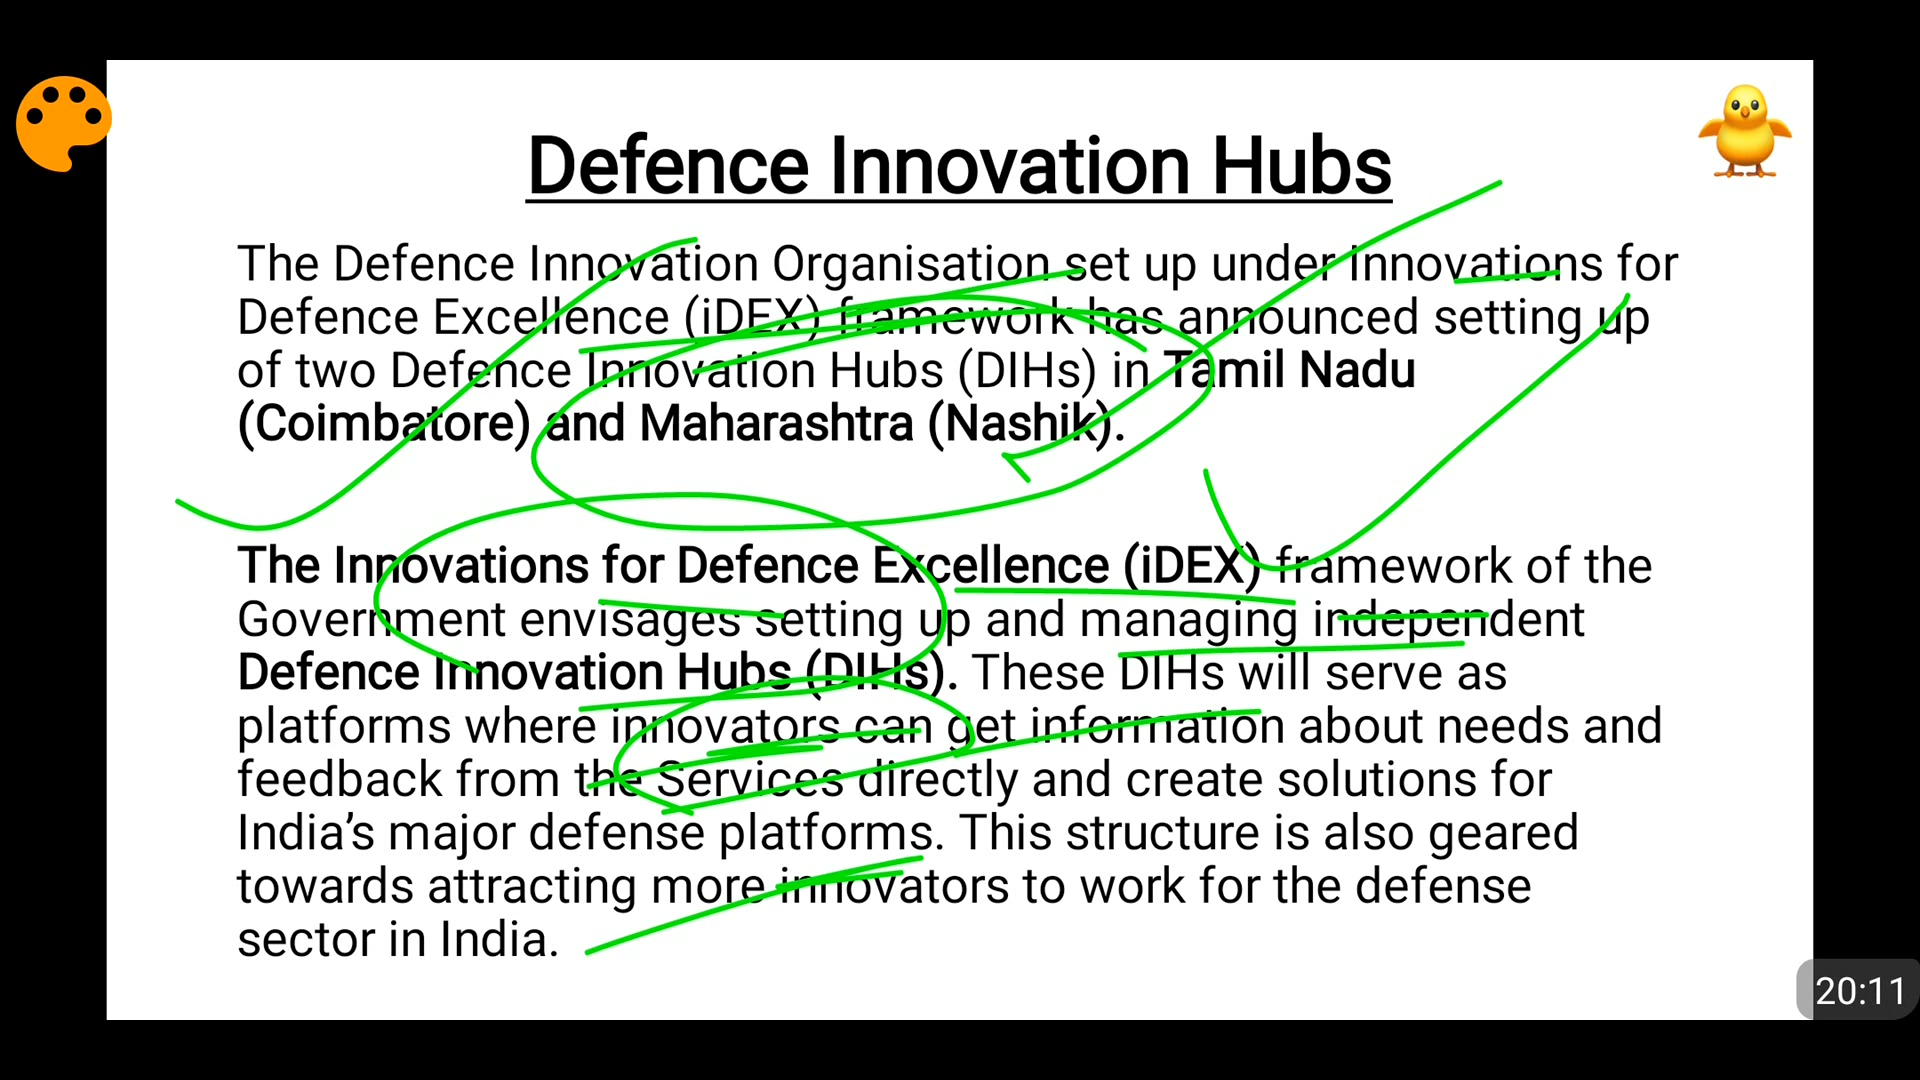 Defence Innovation Hubs
The Defence Innovation Organisation set up under Innovations for
Defence Excellence (iDEX) framework has announced setting up
of two Defence Innovation Hubs (DIHs) in Tamil Nadu
(Coimbatore) and Maharashtra (Nashik).
The Innovations for Defence Excellence (iDEX) framework of the
Government envisages setting up and managing independent
Defence Innovation Hubs (DIHs). These DIHs will serve as
platforms where innovators can get information about needs and
feedback from the Services directly and create solutions for
India’s major defense platforms. This structure is also geared
towards attracting more innovators to work for the defense
sector in India.
20:11